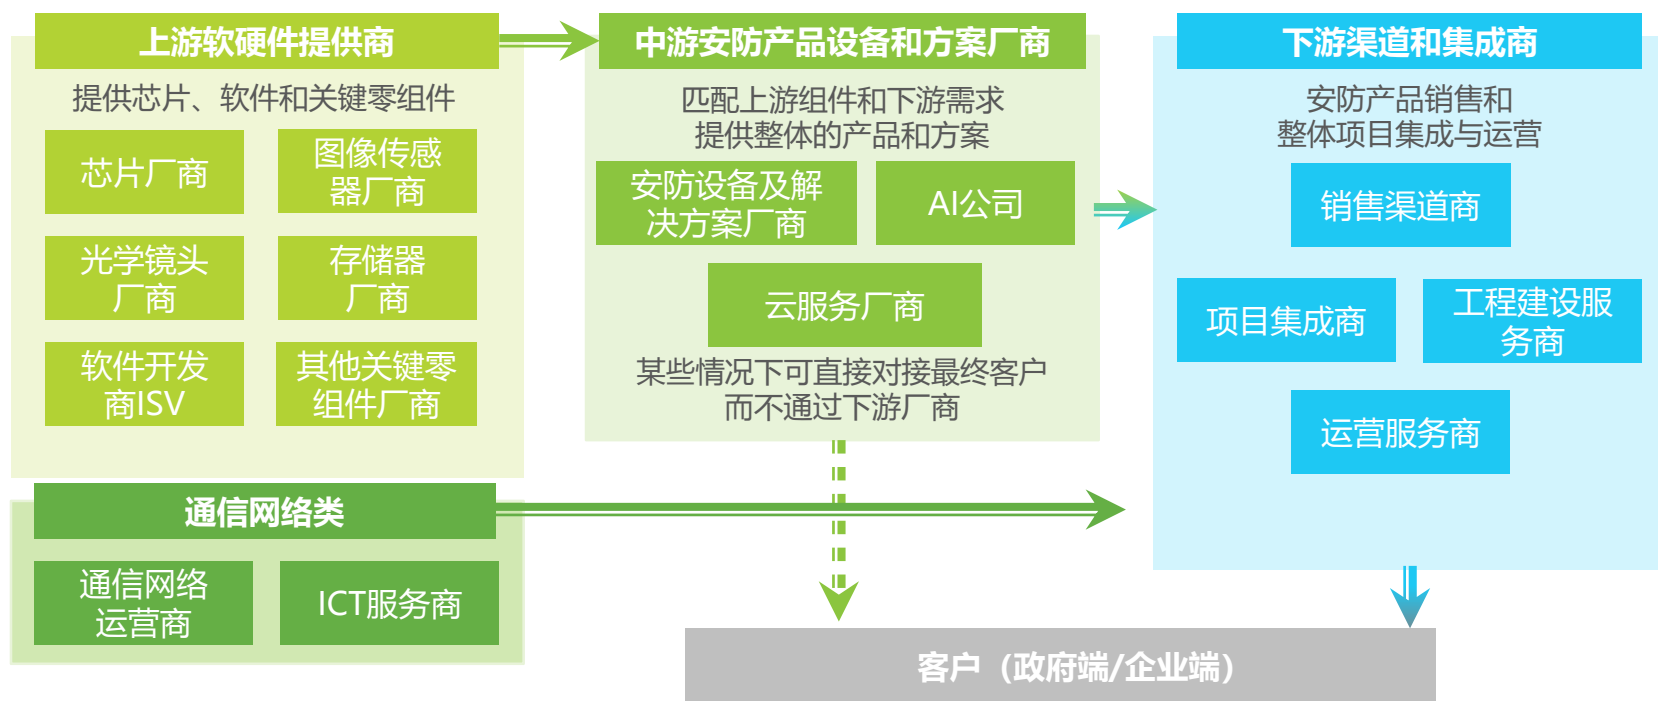 上游软硬件提供商
提供芯片、软件和关键零组件
芯片厂商
图像传感
器厂商
光学镜头
厂商
存储器
厂商
软件开发
商ISV
其他关键零
组件厂商
通信网络类
通信网络
运营商
ICT服务商
中游安防产品设备和方案厂商
匹配上游组件和下游需求
提供整体的产品和方案
安防设备及解
决方案厂商
AI公司
云服务厂商
某些情况下可直接对接最终客户
而不通过下游厂商
下游渠道和集成商
安防产品销售和
整体项目集成与运营
销售渠道商
项目集成商
工程建设服
务商
运营服务商
客户（政府端/企业端）